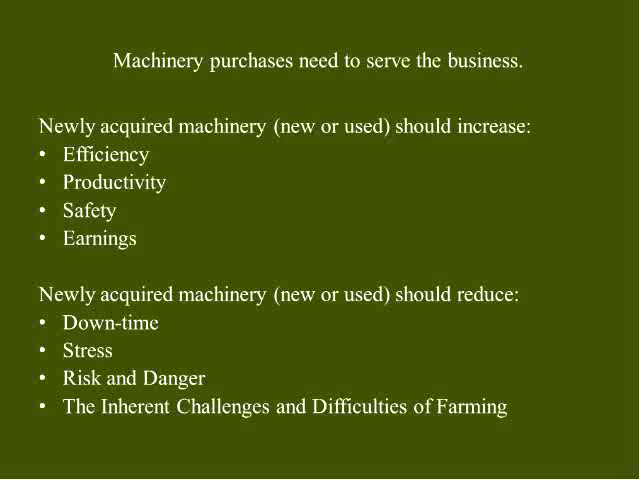 Machinery purchases need to serve the business.
Newly acquired machinery (new or used) should increase:
• Efficiency
• Productivity
• Safety
• Earnings
Newly acquired machinery (new or used) should reduce:
• Down-time
• Stress
• Risk and Danger
• The Inherent Challenges and Difficulties of Farming